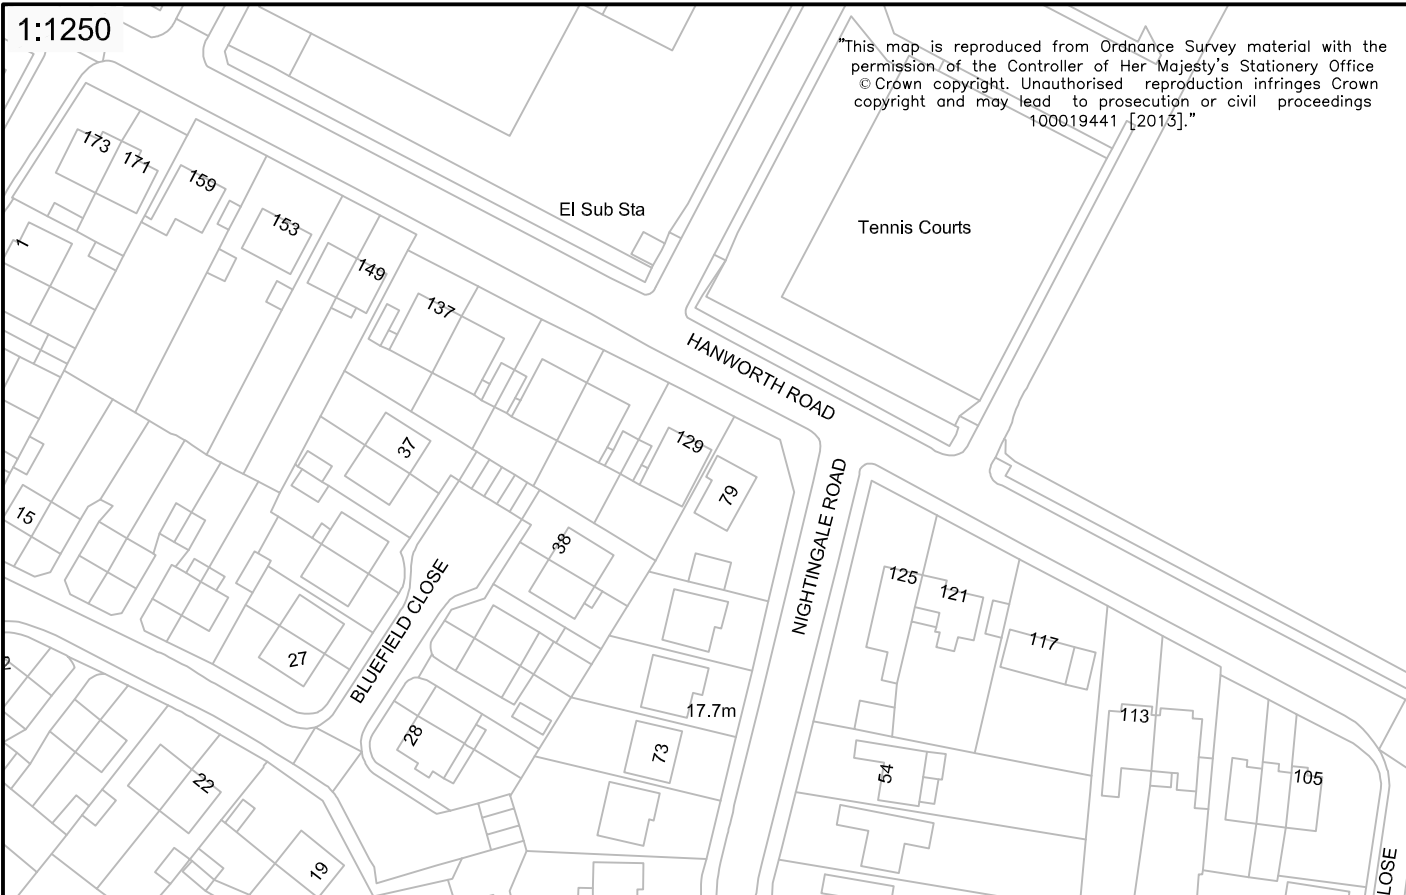 1:1250
"This map is reproduced from Ordnance Survey material with the
permission of the Controller of Her Majesty's Stationery Office
© Crown copyright. Unauthorised reproduction infringes Crown
copyright and may lead to prosecution or civil proceedings
100019441 [2013]."
173
171
159
153
149
137
1
El Sub Sta
Tennis Courts
HANWORTH ROAD
129
79
37
15
38
NIGHTINGALE ROAD
BLUEFIELD CLOSE
27
28
22
19
17.7m
73
125
121
117
113
105
54
LOSE